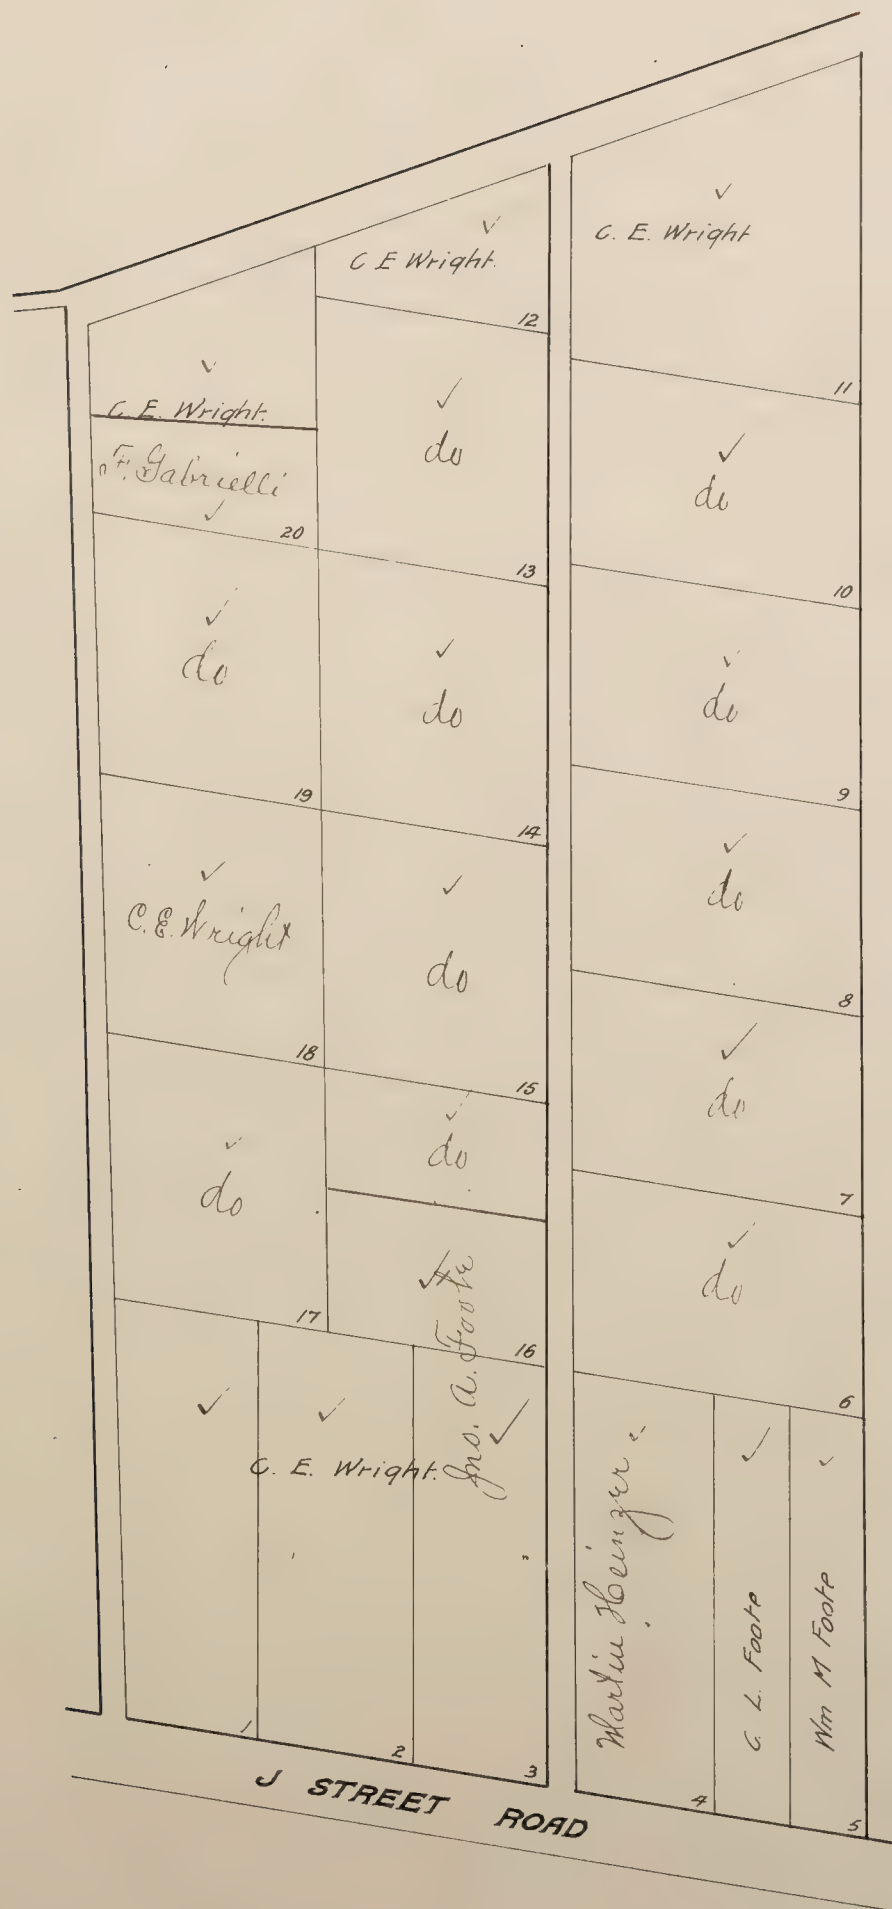 C. E. Wright
C E Wright.
12
11
C. E. Wright.
do
F. Gabrielli
do
20
13
10
do
do
do
19
14
9
C. E. Wright
do
do
18
15
8
do
do
do
7
do
17
Jno. A. Foote
16
6
C. E. Wright.
Martin Heinzer
C. L. Foote
Wm M Foote
1
2
3
4
5
J STREET ROAD